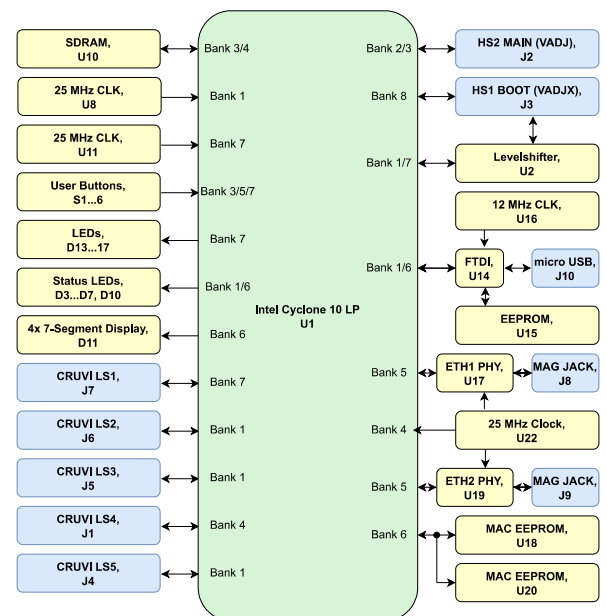 SDRAM,
U10
Bank 3/4
25 MHz CLK,
U8
Bank 1
25 MHz CLK,
U11
Bank 7
User Buttons,
S1...6
Bank 3/5/7
LEDs,
D13...17
Bank 7
Status LEDs,
D3...D7, D10
Bank 1/6
4x 7-Segment Display,
D11
Bank 6
CRUVI LS1,
J7
Bank 7
CRUVI LS2,
J6
Bank 1
CRUVI LS3,
J5
Bank 1
CRUVI LS4,
J1
Bank 4
CRUVI LS5,
J4
Bank 1
Intel Cyclone 10 LP
U1
Bank 2/3
HS2 MAIN (VADJ),
J2
Bank 8
HS1 BOOT (VADJX),
J3
Bank 1/7
Levelshifter,
U2
12 MHz CLK,
U16
Bank 1/6
FTDI,
U14
micro USB,
J10
EEPROM,
U15
Bank 5
ETH1 PHY,
U17
MAG JACK,
J8
Bank 4
25 MHz Clock,
U22
Bank 5
ETH2 PHY,
U19
MAG JACK,
J9
Bank 6
MAC EEPROM,
U18
MAC EEPROM,
U20